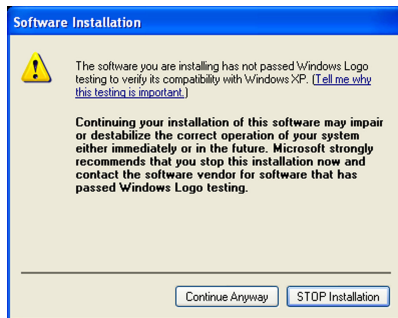 Software Installation
The software you are installing has not passed Windows Logo
testing to verify its compatibility with Windows XP. (Tell me why
this testing is important.)
Continuing your installation of this software may impair
or destabilize the correct operation of your system
either immediately or in the future. Microsoft strongly
recommends that you stop this installation now and
contact the software vendor for software that has
passed Windows Logo testing.
Continue Anyway
STOP Installation